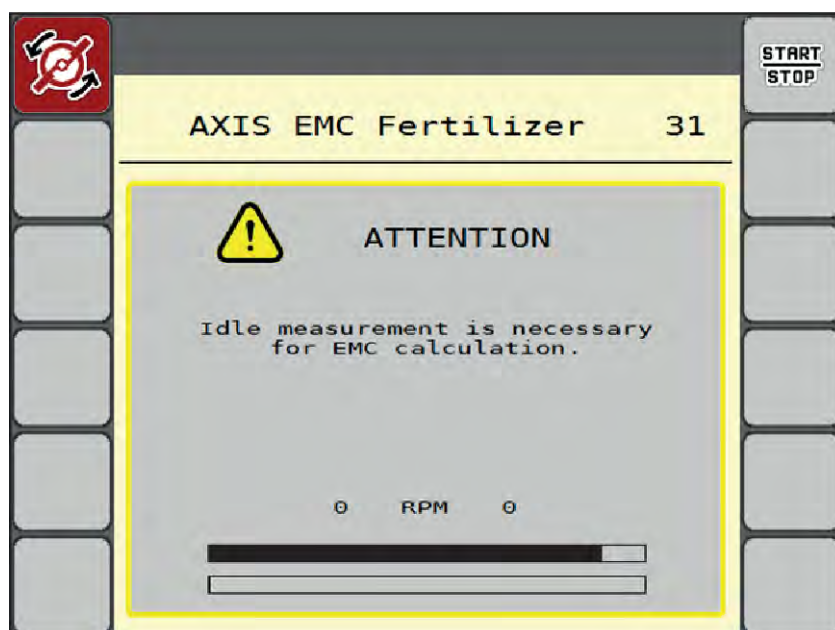 START
STOP
AXIS EMC Fertilizer 31
!
ATTENTION
Idle measurement is necessary
for EMC calculation.
0 RPM 0